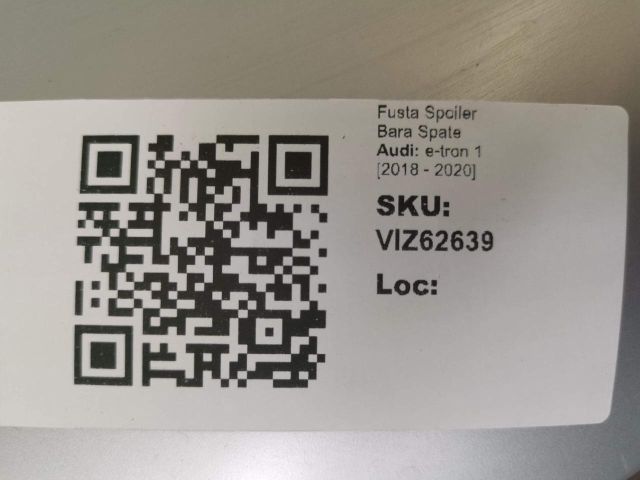 Fusta Spoiler
Bara Spate
Audi: e-tron 1
[2018 - 2020]
SKU:
VIZ62639
Loc: